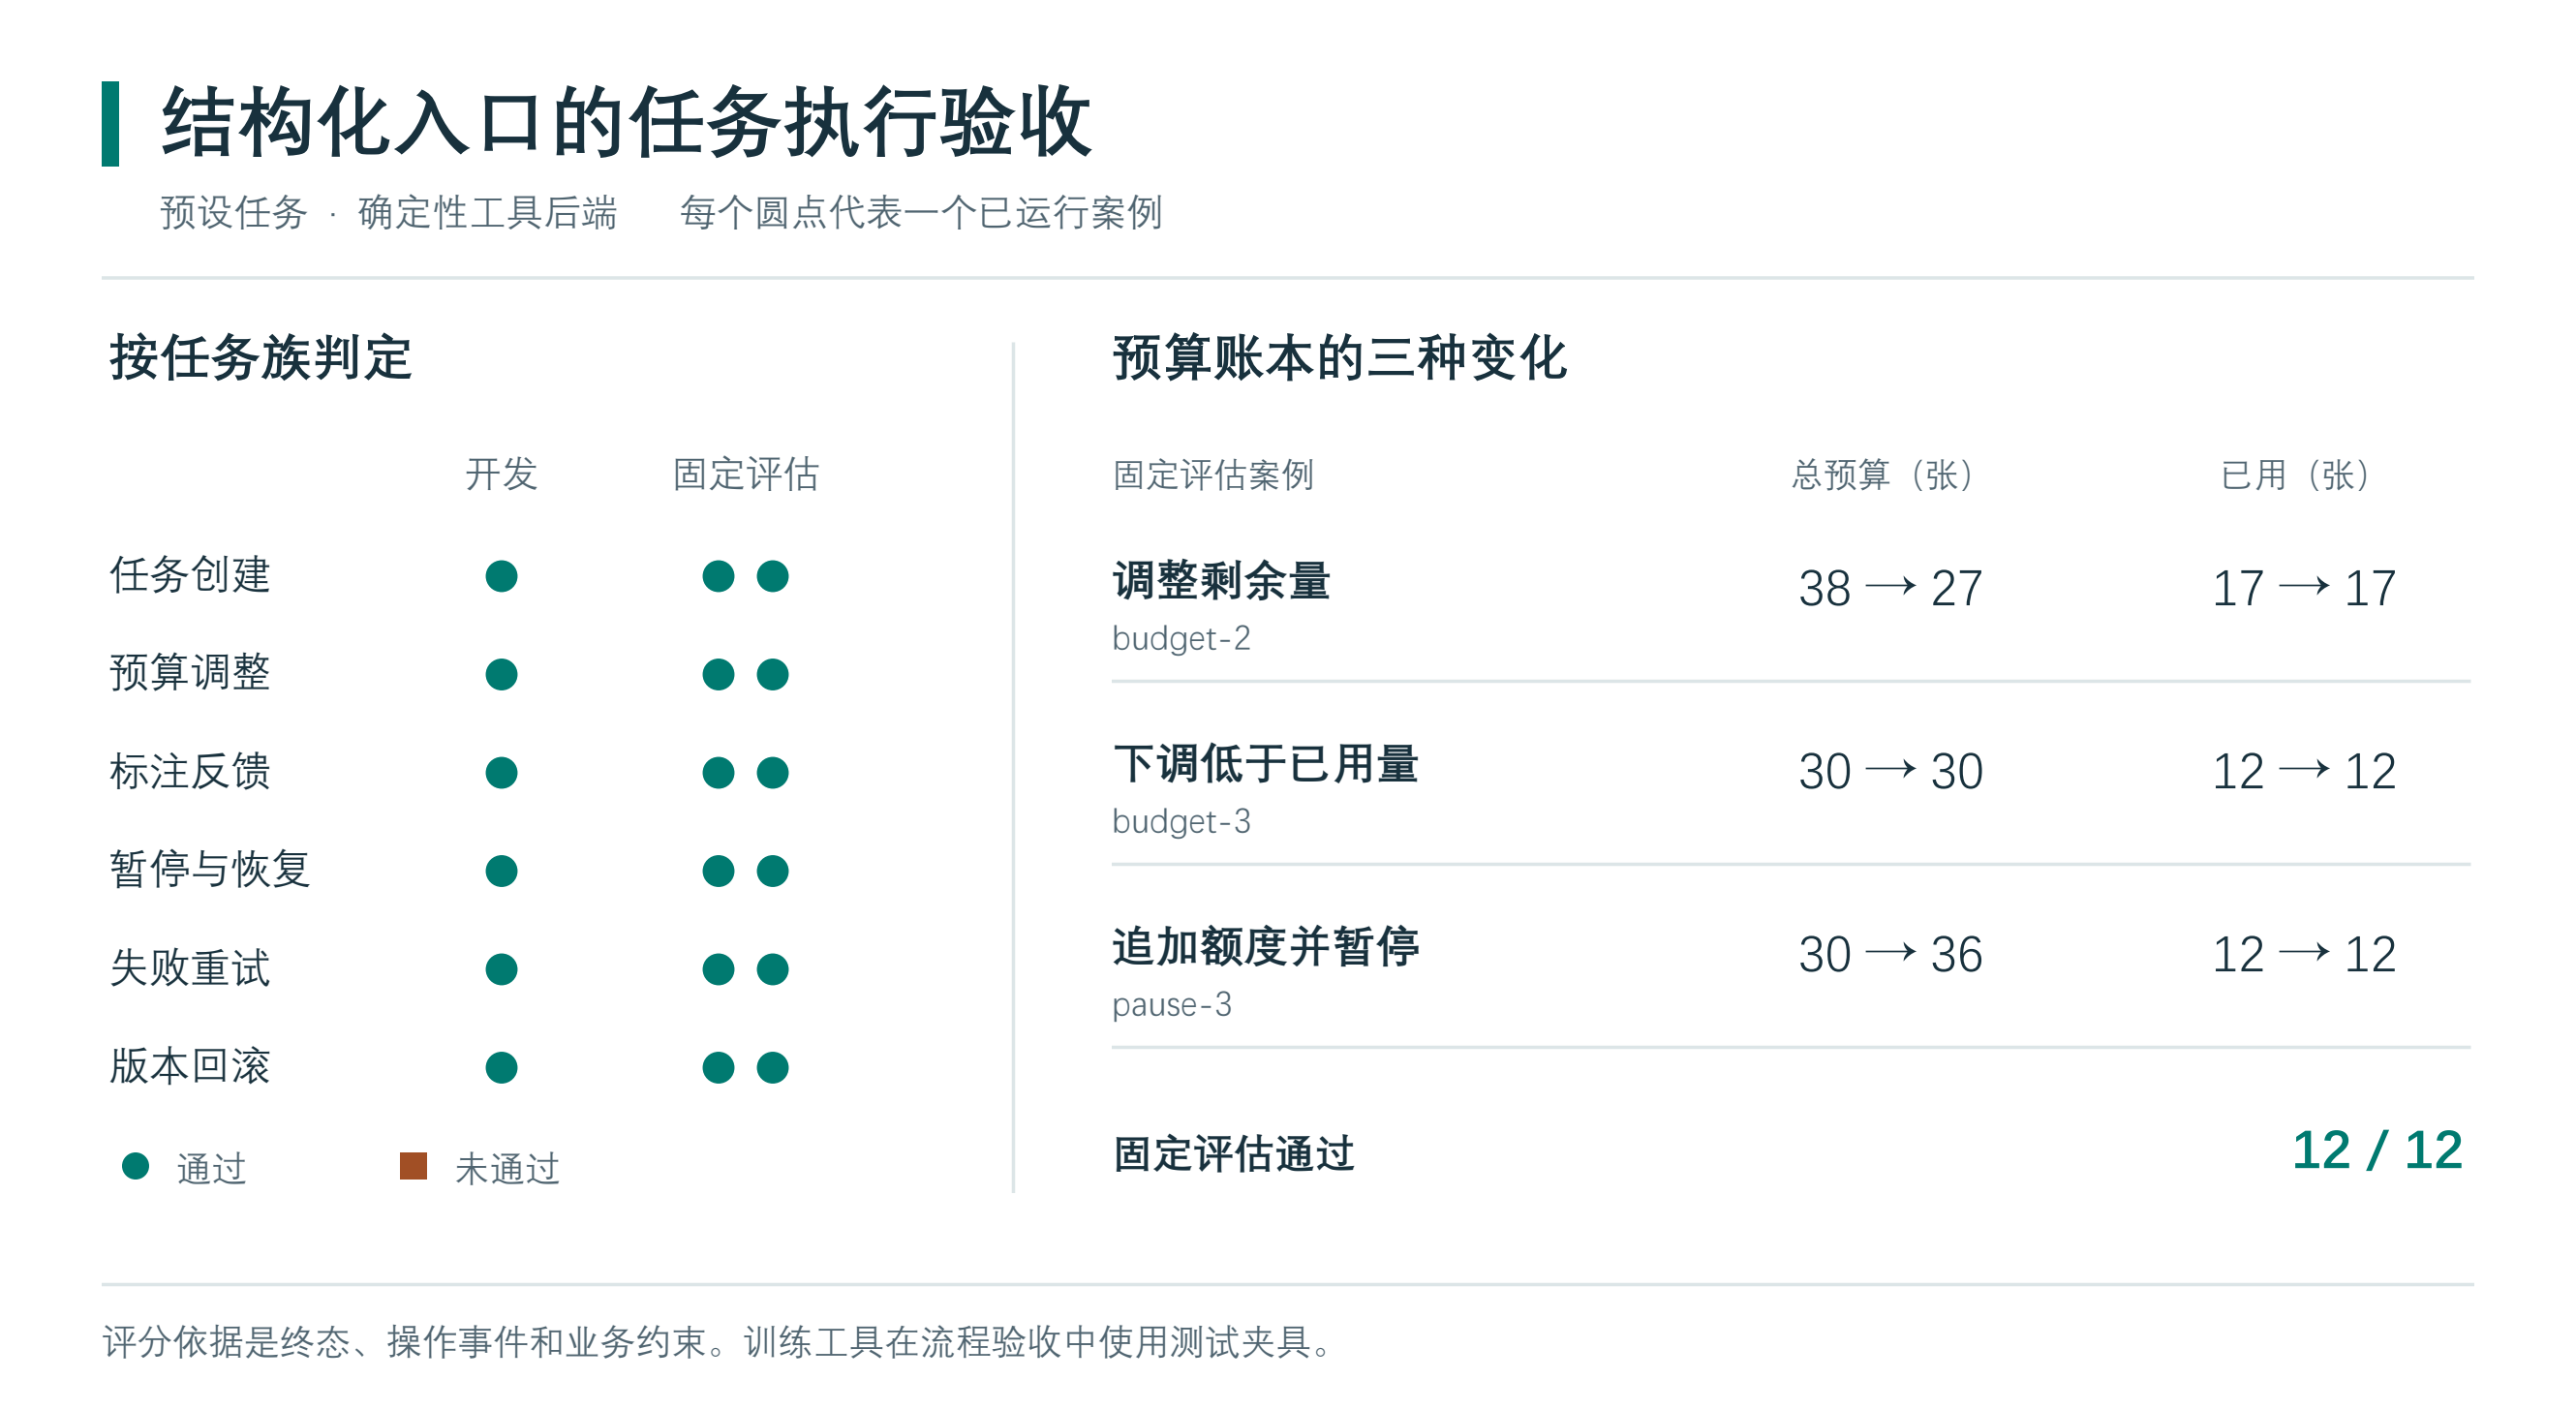 结构化入口的任务执行验收
预设任务 · 确定性工具后端 每个圆点代表一个已运行案例
按任务族判定
开发 固定评估
任务创建
预算调整
标注反馈
暂停与恢复
失败重试
版本回滚
通过 未通过
预算账本的三种变化
固定评估案例 总预算（张） 已用（张）
调整剩余量 38 → 27 17 → 17
budget-2
下调低于已用量 30 → 30 12 → 12
budget-3
追加额度并暂停 30 → 36 12 → 12
pause-3
固定评估通过 12 / 12
评分依据是终态、操作事件和业务约束。训练工具在流程验收中使用测试夹具。